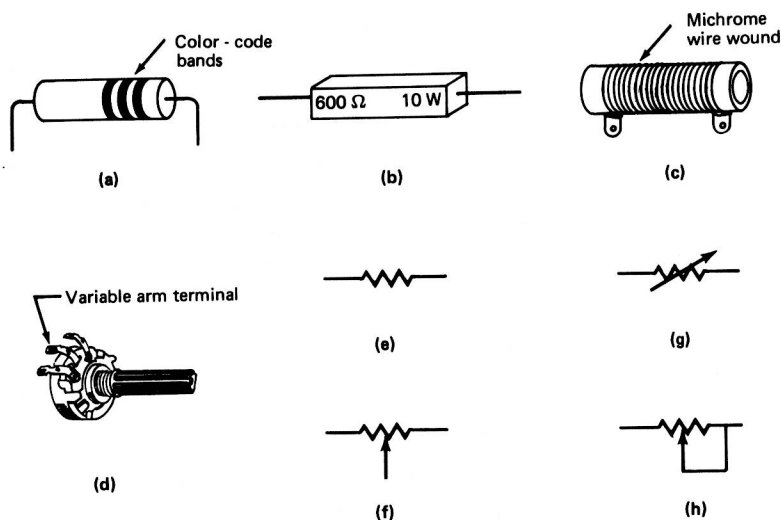 Color - code
bands
(a)
600 Ω 10 W
(b)
Michrome
wire wound
(c)
Variable arm terminal
(d)
(e)
(g)
(f)
(h)